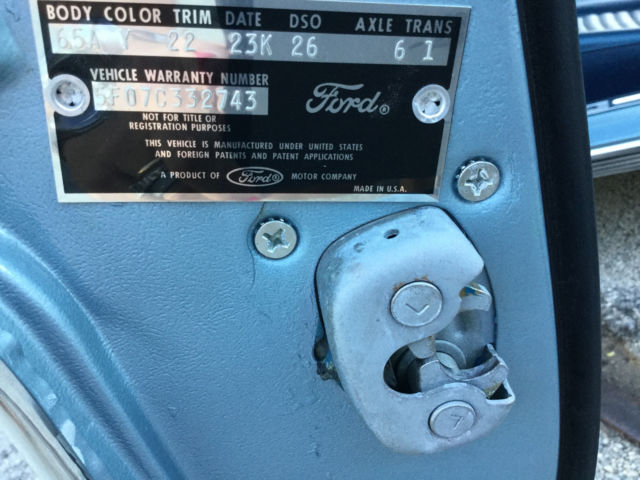 BODY COLOR TRIM DATE DSO AXLE TRANS
65A Y 22 23K 26 6 1
VEHICLE WARRANTY NUMBER
5F07C332743
Ford®
NOT FOR TITLE OR
REGISTRATION PURPOSES
THIS VEHICLE IS MANUFACTURED UNDER UNITED STATES
AND FOREIGN PATENTS AND PATENT APPLICATIONS
A PRODUCT OF Ford® MOTOR COMPANY
MADE IN U.S.A.